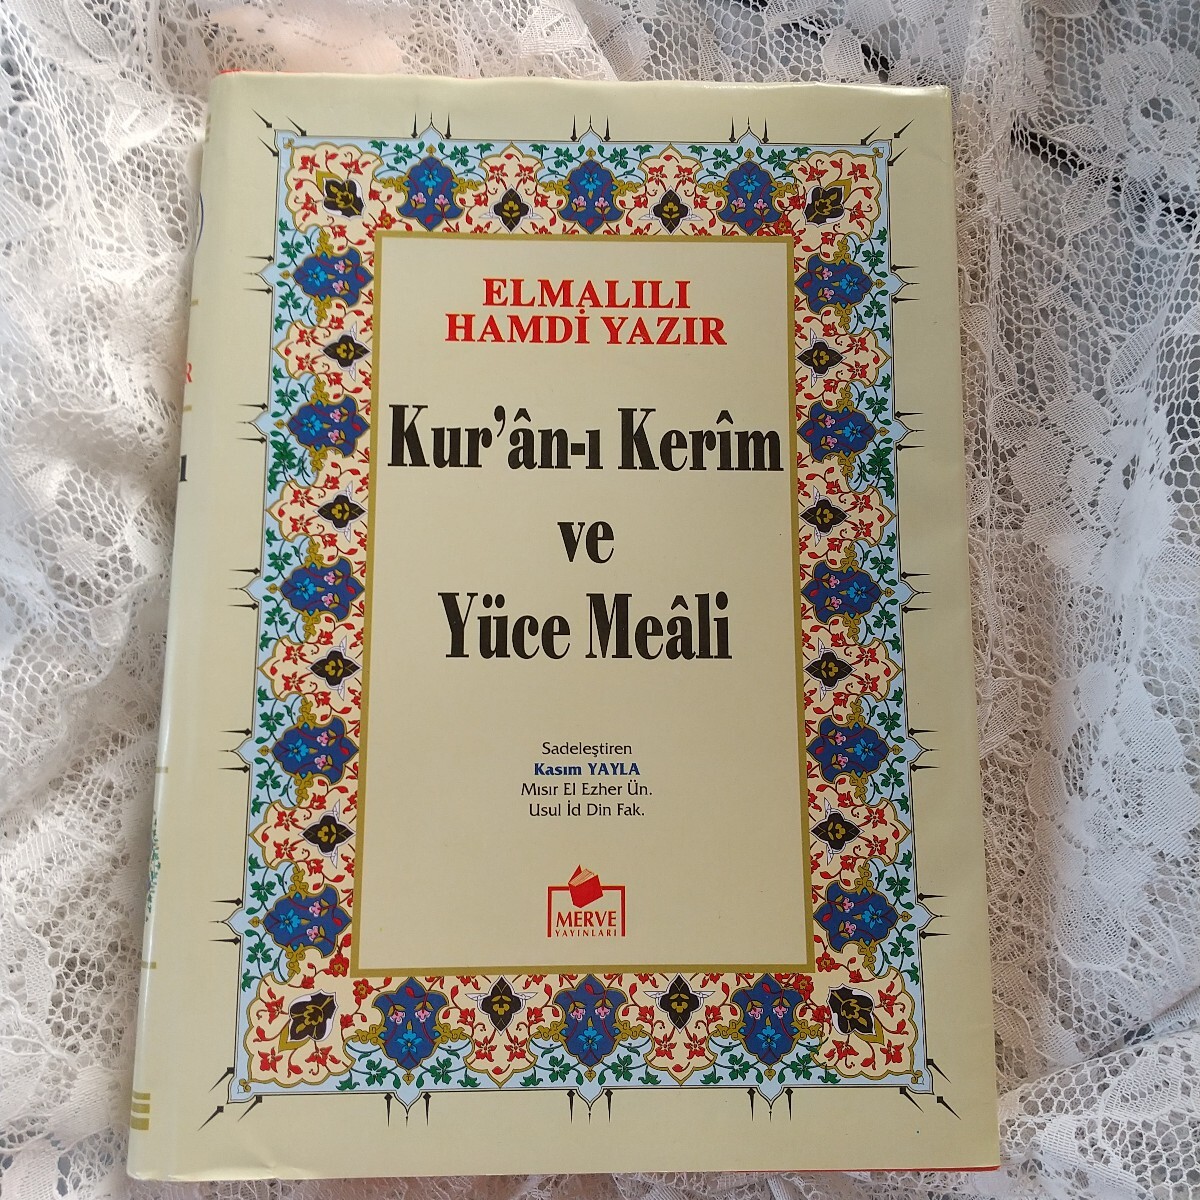 ELMALILI
HAMDİ YAZIR
Kur'ân-ı Kerîm
ve
Yüce Meâli
Sadeleştiren
Kasım YAYLA
Mısır El Ezher Ün.
Usul İd Din Fak.
MERVE
YAYINLARI